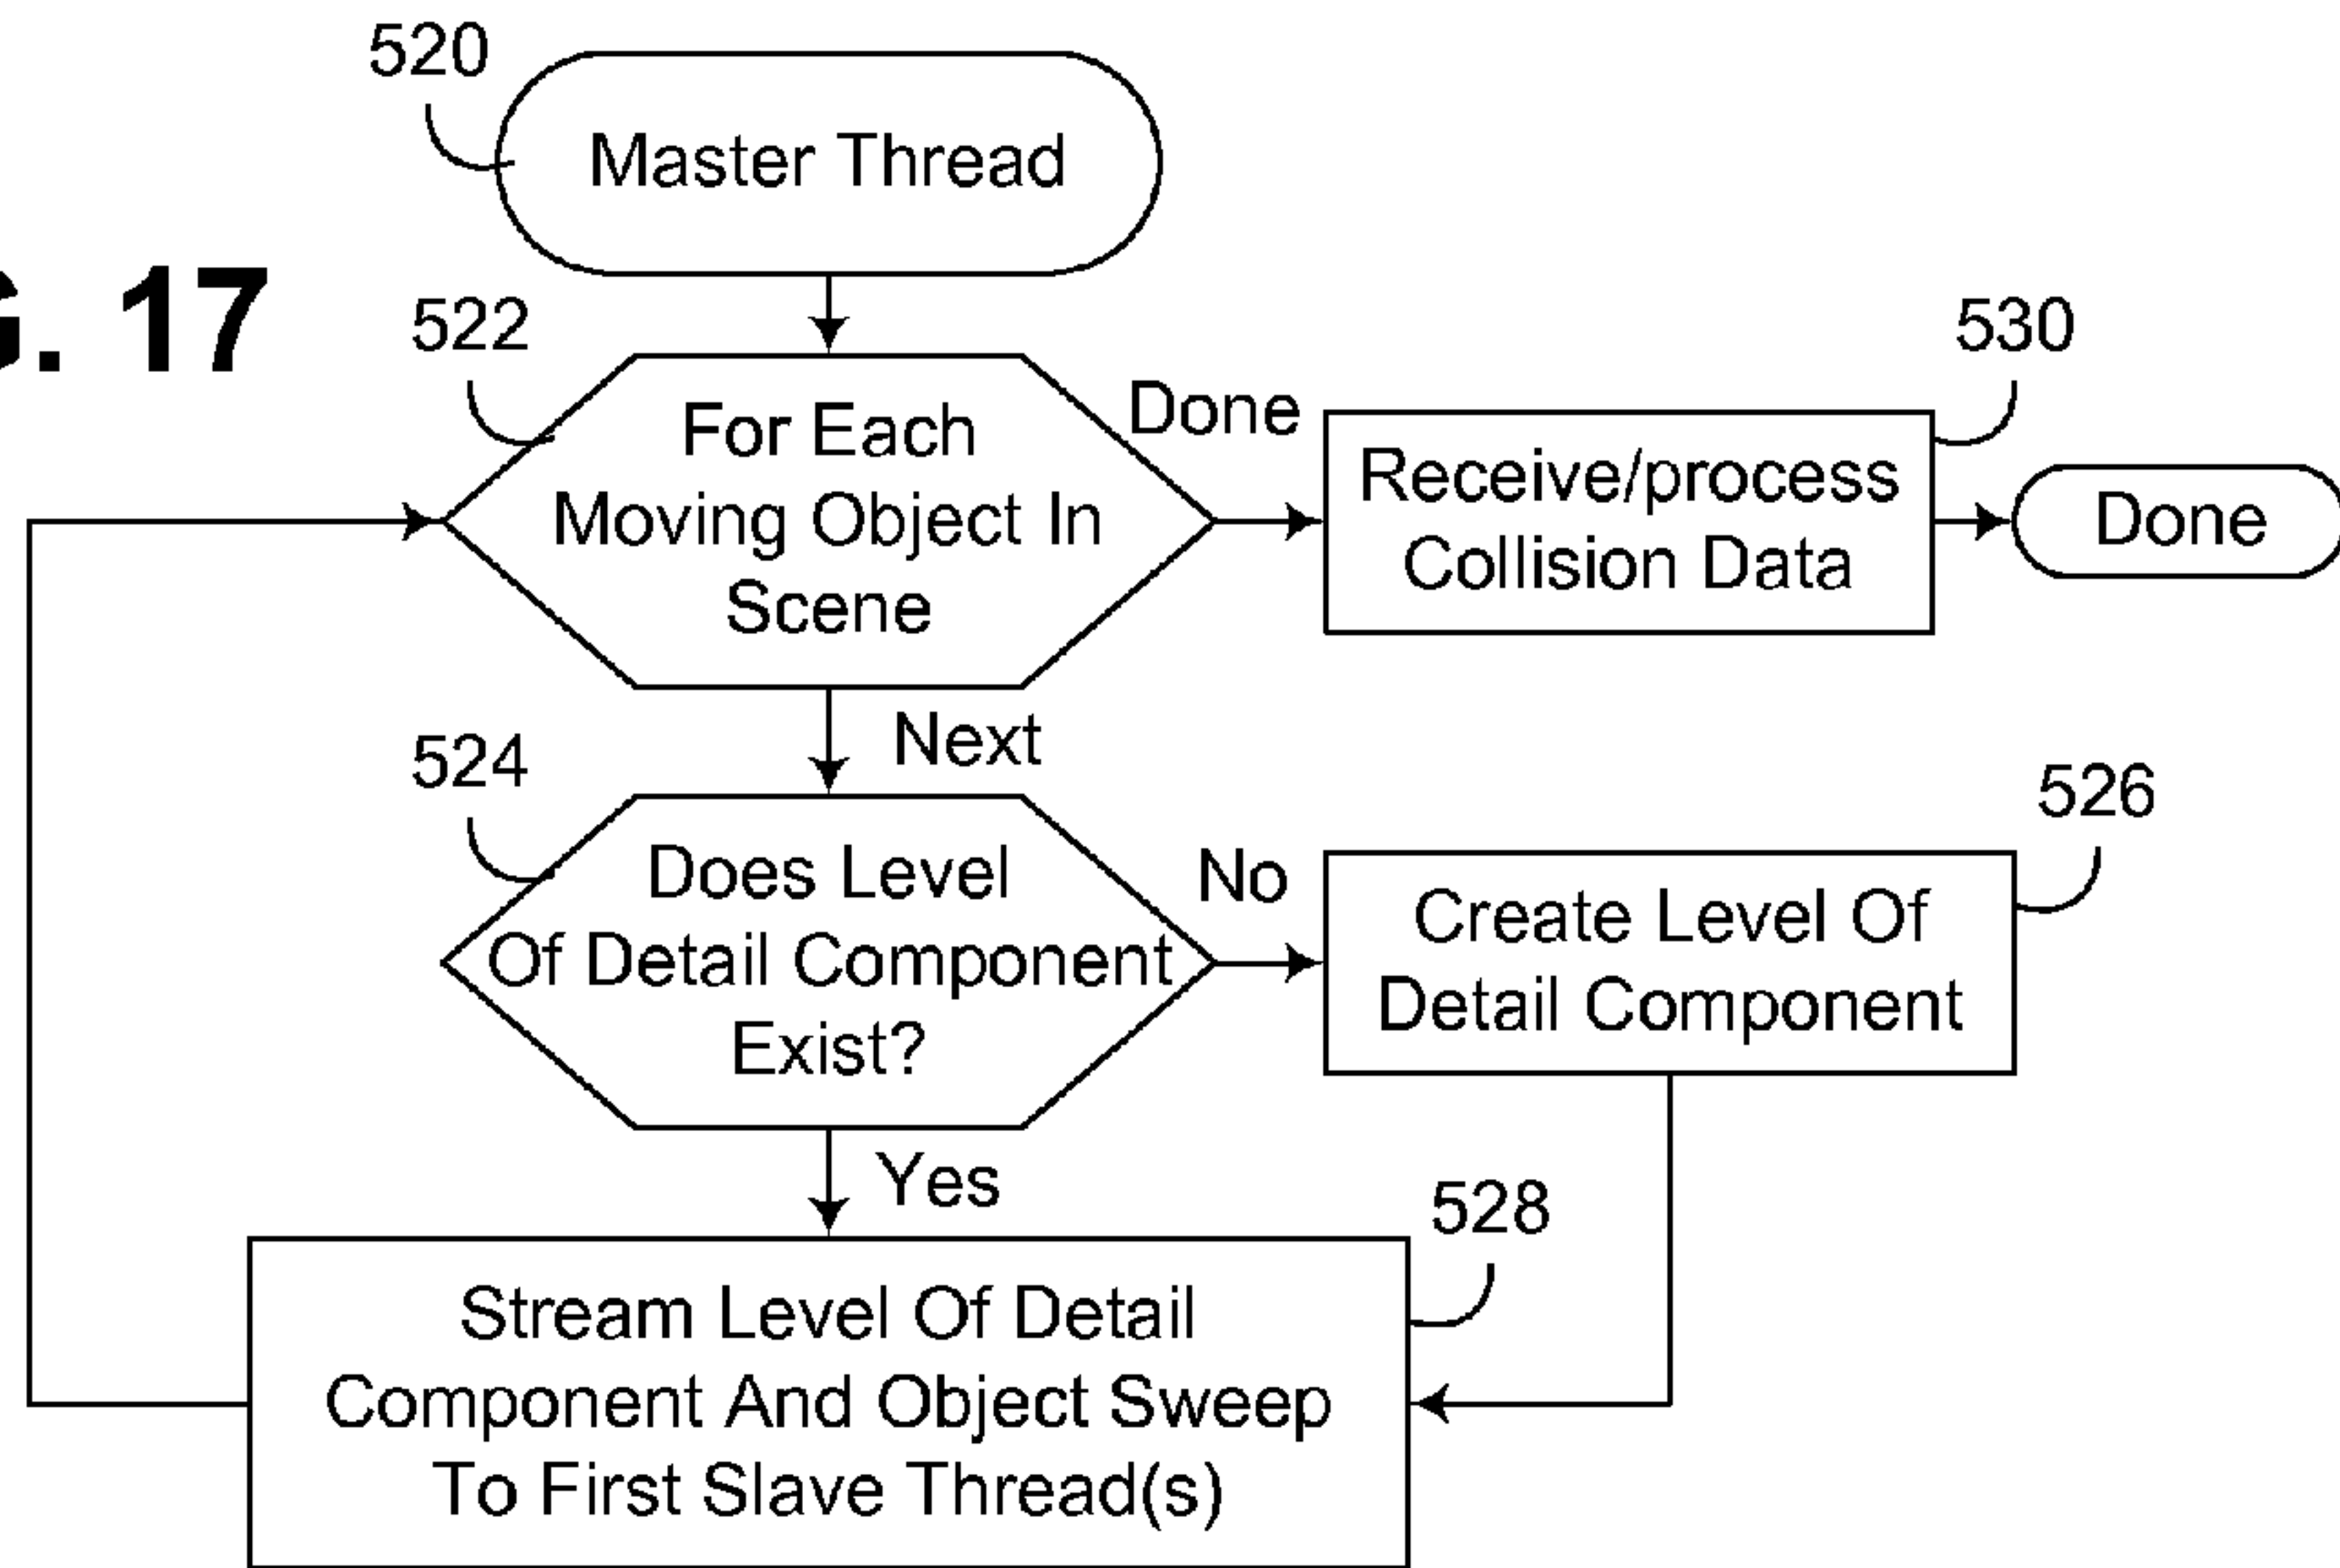 520
Master Thread
G. 17
522
For Each
Moving Object In
Scene
Done
530
Receive/process
Collision Data
Done
Next
524
Does Level
Of Detail Component
Exist?
No
526
Create Level Of
Detail Component
Yes
528
Stream Level Of Detail
Component And Object Sweep
To First Slave Thread(s)